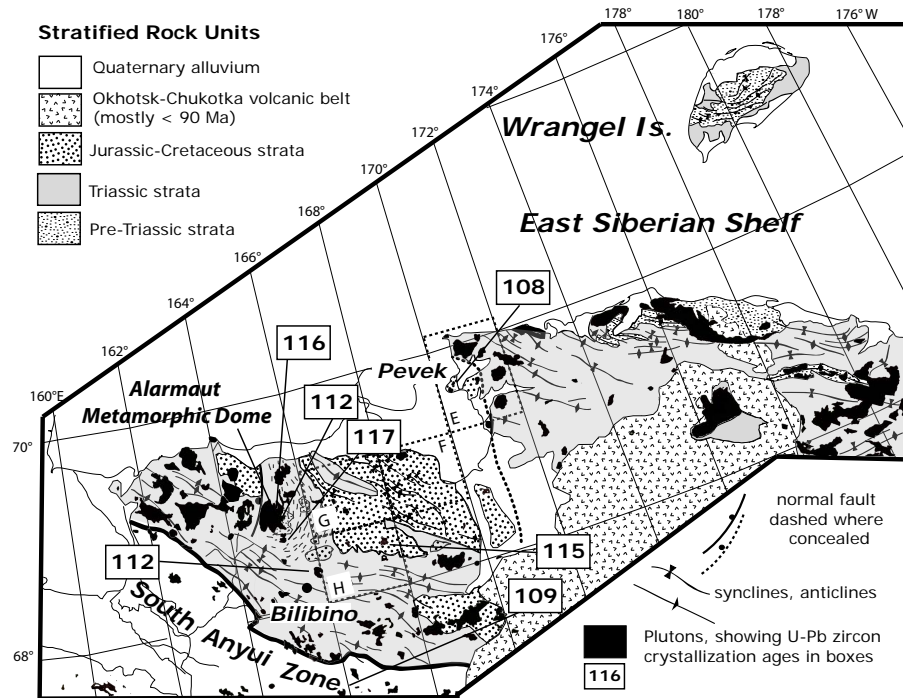 178°
180°
178°
176° W
Stratified Rock Units
Quaternary alluvium
Okhotsk-Chukotka volcanic belt
(mostly < 90 Ma)
Jurassic-Cretaceous strata
Triassic strata
Pre-Triassic strata
176°
174°
172°
170°
168°
166°
164°
162°
160°E
70°
68°
Wrangel Is.
East Siberian Shelf
108
116
Pevek
Alarmaut
Metamorphic Dome
112
117
E
F
G
H
112
115
109
Bilibino
South Anyui Zone
normal fault
dashed where
concealed
synclines, anticlines
Plutons, showing U-Pb zircon
crystallization ages in boxes
116